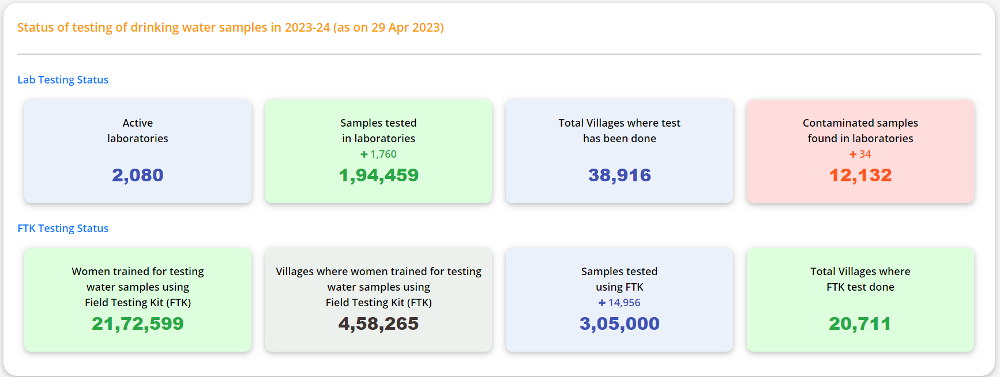 Status of testing of drinking water samples in 2023-24 (as on 29 Apr 2023)
Lab Testing Status
Active
laboratories
2,080
Samples tested
in laboratories
+ 1,760
1,94,459
Total Villages where test
has been done
38,916
Contaminated samples
found in laboratories
+ 34
12,132
FTK Testing Status
Women trained for testing
water samples using
Field Testing Kit (FTK)
21,72,599
Villages where women trained for testing
water samples using
Field Testing Kit (FTK)
4,58,265
Samples tested
using FTK
+ 14,956
3,05,000
Total Villages where
FTK test done
20,711